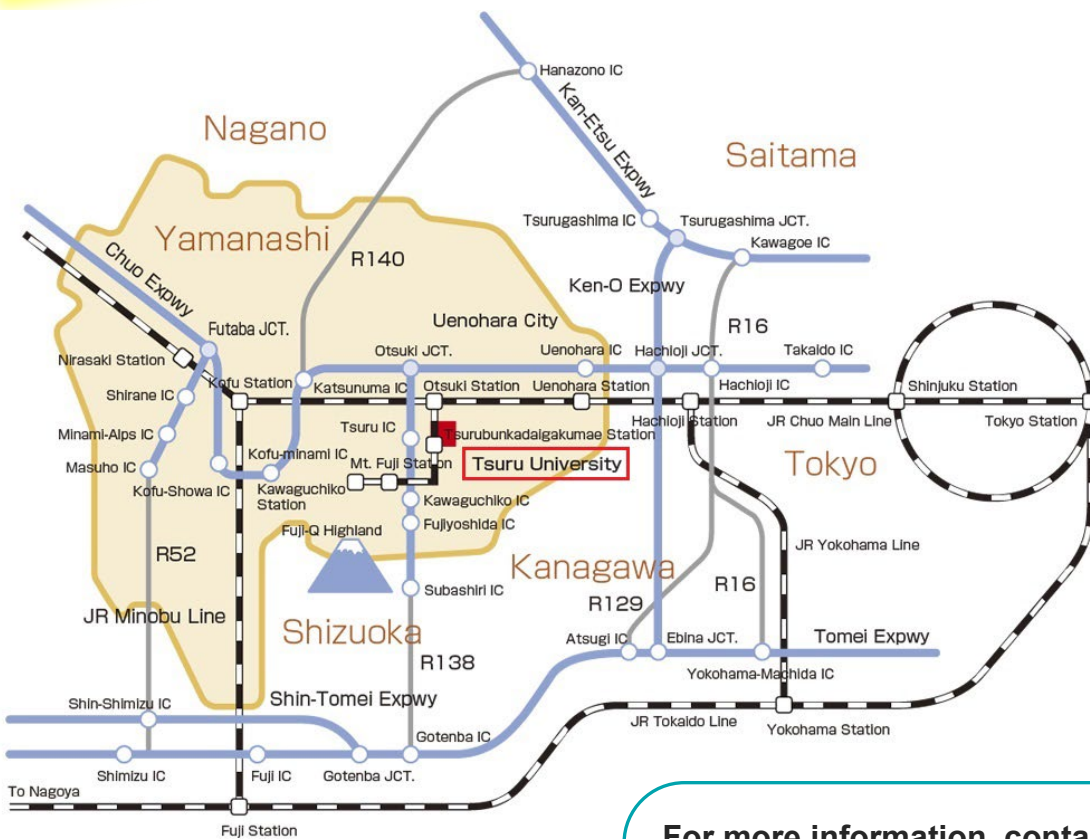 Hanazono IC
Kan-Etsu Expwy
Nagano
Saitama
Tsurugashima IC
Tsurugashima JCT.
Kawagoe IC
Yamanashi
R140
Chuo Expwy
Ken-O Expwy
Futaba JCT.
Uenohara City
R16
Nirasaki Station
Otsuki JCT.
Uenohara IC
Hachioji JCT.
Takaido IC
Kofu Station
Katsunuma IC
Otsuki Station
Uenohara Station
Hachioji IC
Shinjuku Station
Shirane IC
Tsuru IC
Tsurubunkadaigakumae Station
Hachioji Station
JR Chuo Main Line
Tokyo Station
Minami-Alps IC
Masuho IC
Kofu-minami IC
Mt. Fuji Station
Tsuru University
Tokyo
Kofu-Showa IC
Kawaguchiko
Station
Kawaguchiko IC
Fujiyoshida IC
Fuji-Q Highland
R52
JR Yokohama Line
Kanagawa
R16
Subashiri IC
R129
JR Minobu Line
Shizuoka
Atsugi IC
Ebina JCT.
Tomei Expwy
R138
Yokohama-Machida IC
Shin-Shimizu IC
Shin-Tomei Expwy
JR Tokaido Line
Yokohama Station
Gotenba IC
Shimizu IC
Fuji IC
Gotenba JCT.
To Nagoya
Fuji Station